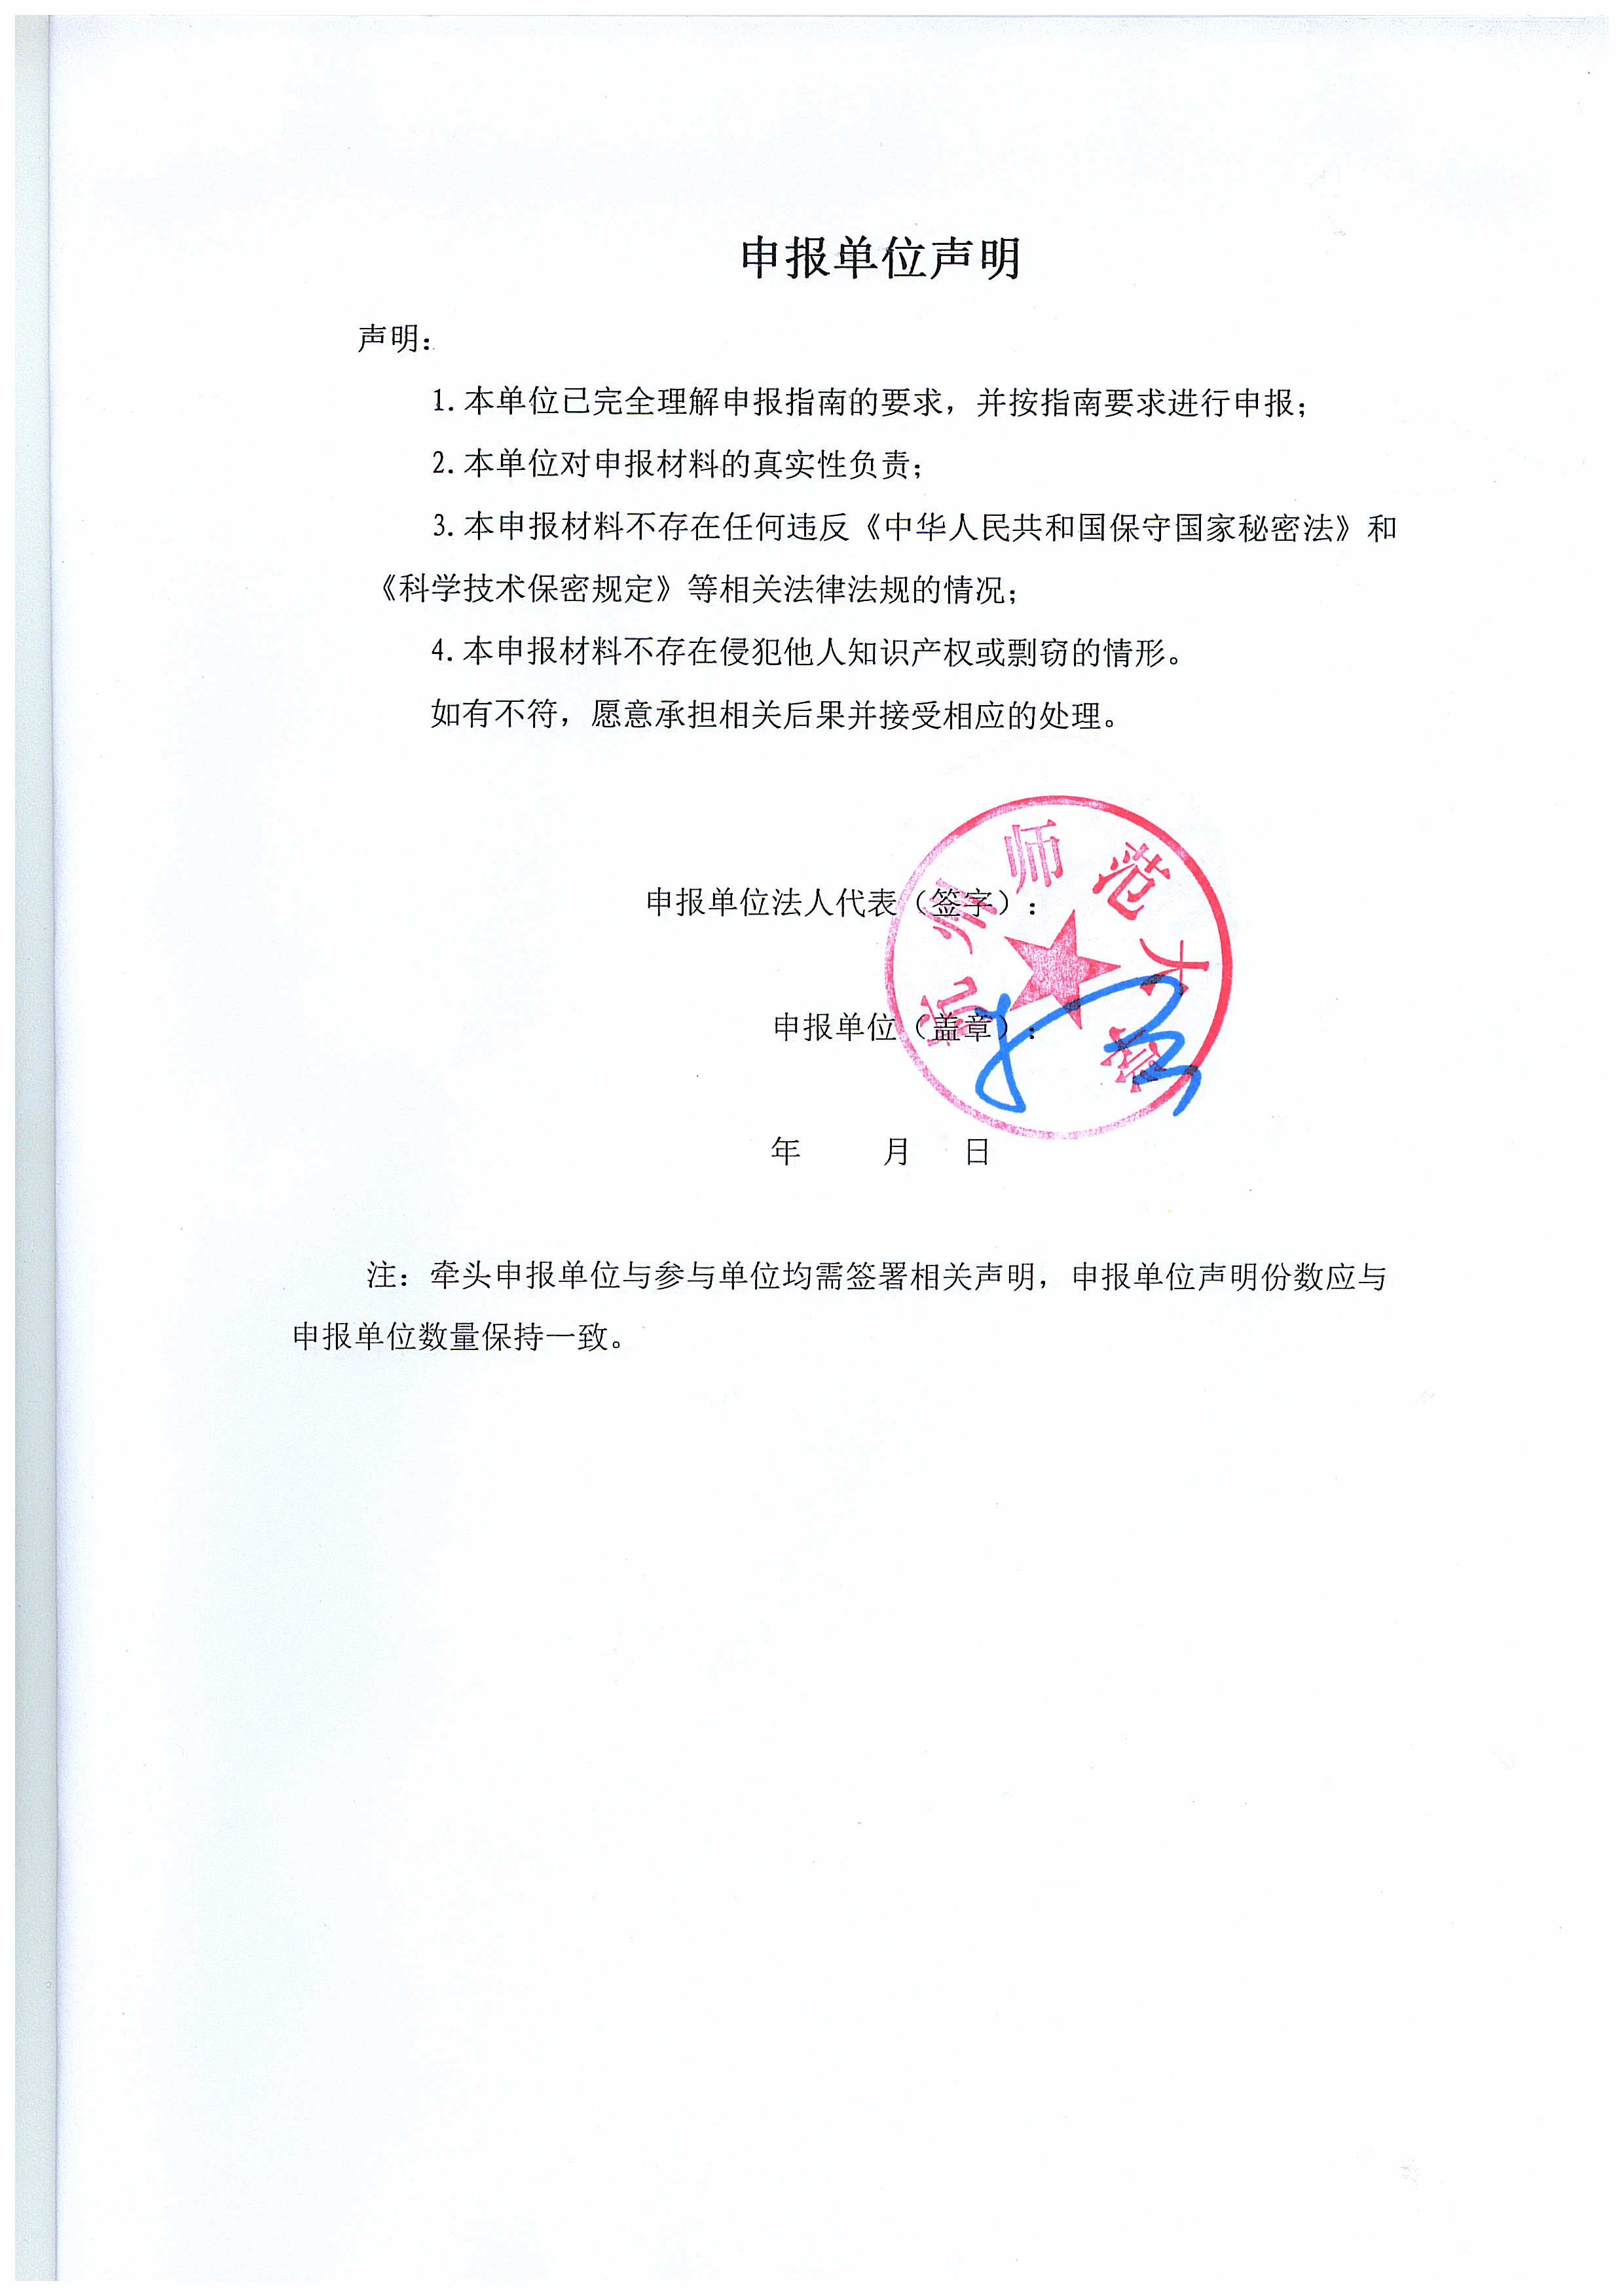 申报单位声明
声明：
1. 本单位已完全理解申报指南的要求，并按指南要求进行申报；
2. 本单位对申报材料的真实性负责；
3. 本申报材料不存在任何违反《中华人民共和国保守国家秘密法》和
《科学技术保密规定》等相关法律法规的情况；
4. 本申报材料不存在侵犯他人知识产权或剽窃的情形。
如有不符，愿意承担相关后果并接受相应的处理。
申报单位法人代表（签字）：
申报单位（盖章）：
杭州师范大学
年 月 日
注：牵头申报单位与参与单位均需签署相关声明，申报单位声明份数应与
申报单位数量保持一致。